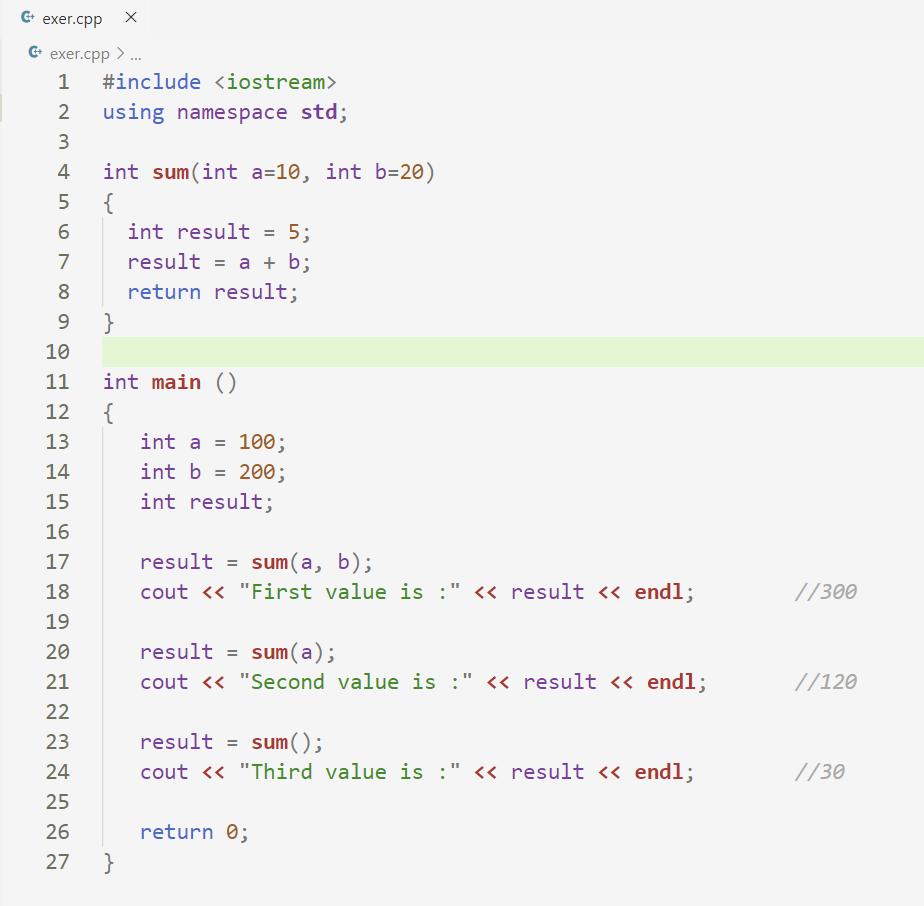 exer.cpp ×
exer.cpp > ...
1 #include <iostream>
2 using namespace std;
3
4 int sum(int a=10, int b=20)
5 {
6   int result = 5;
7   result = a + b;
8   return result;
9 }
10
11 int main ()
12 {
13    int a = 100;
14    int b = 200;
15    int result;
16
17    result = sum(a, b);
18    cout << "First value is :" << result << endl;        //300
19
20    result = sum(a);
21    cout << "Second value is :" << result << endl;       //120
22
23    result = sum();
24    cout << "Third value is :" << result << endl;        //30
25
26    return 0;
27 }